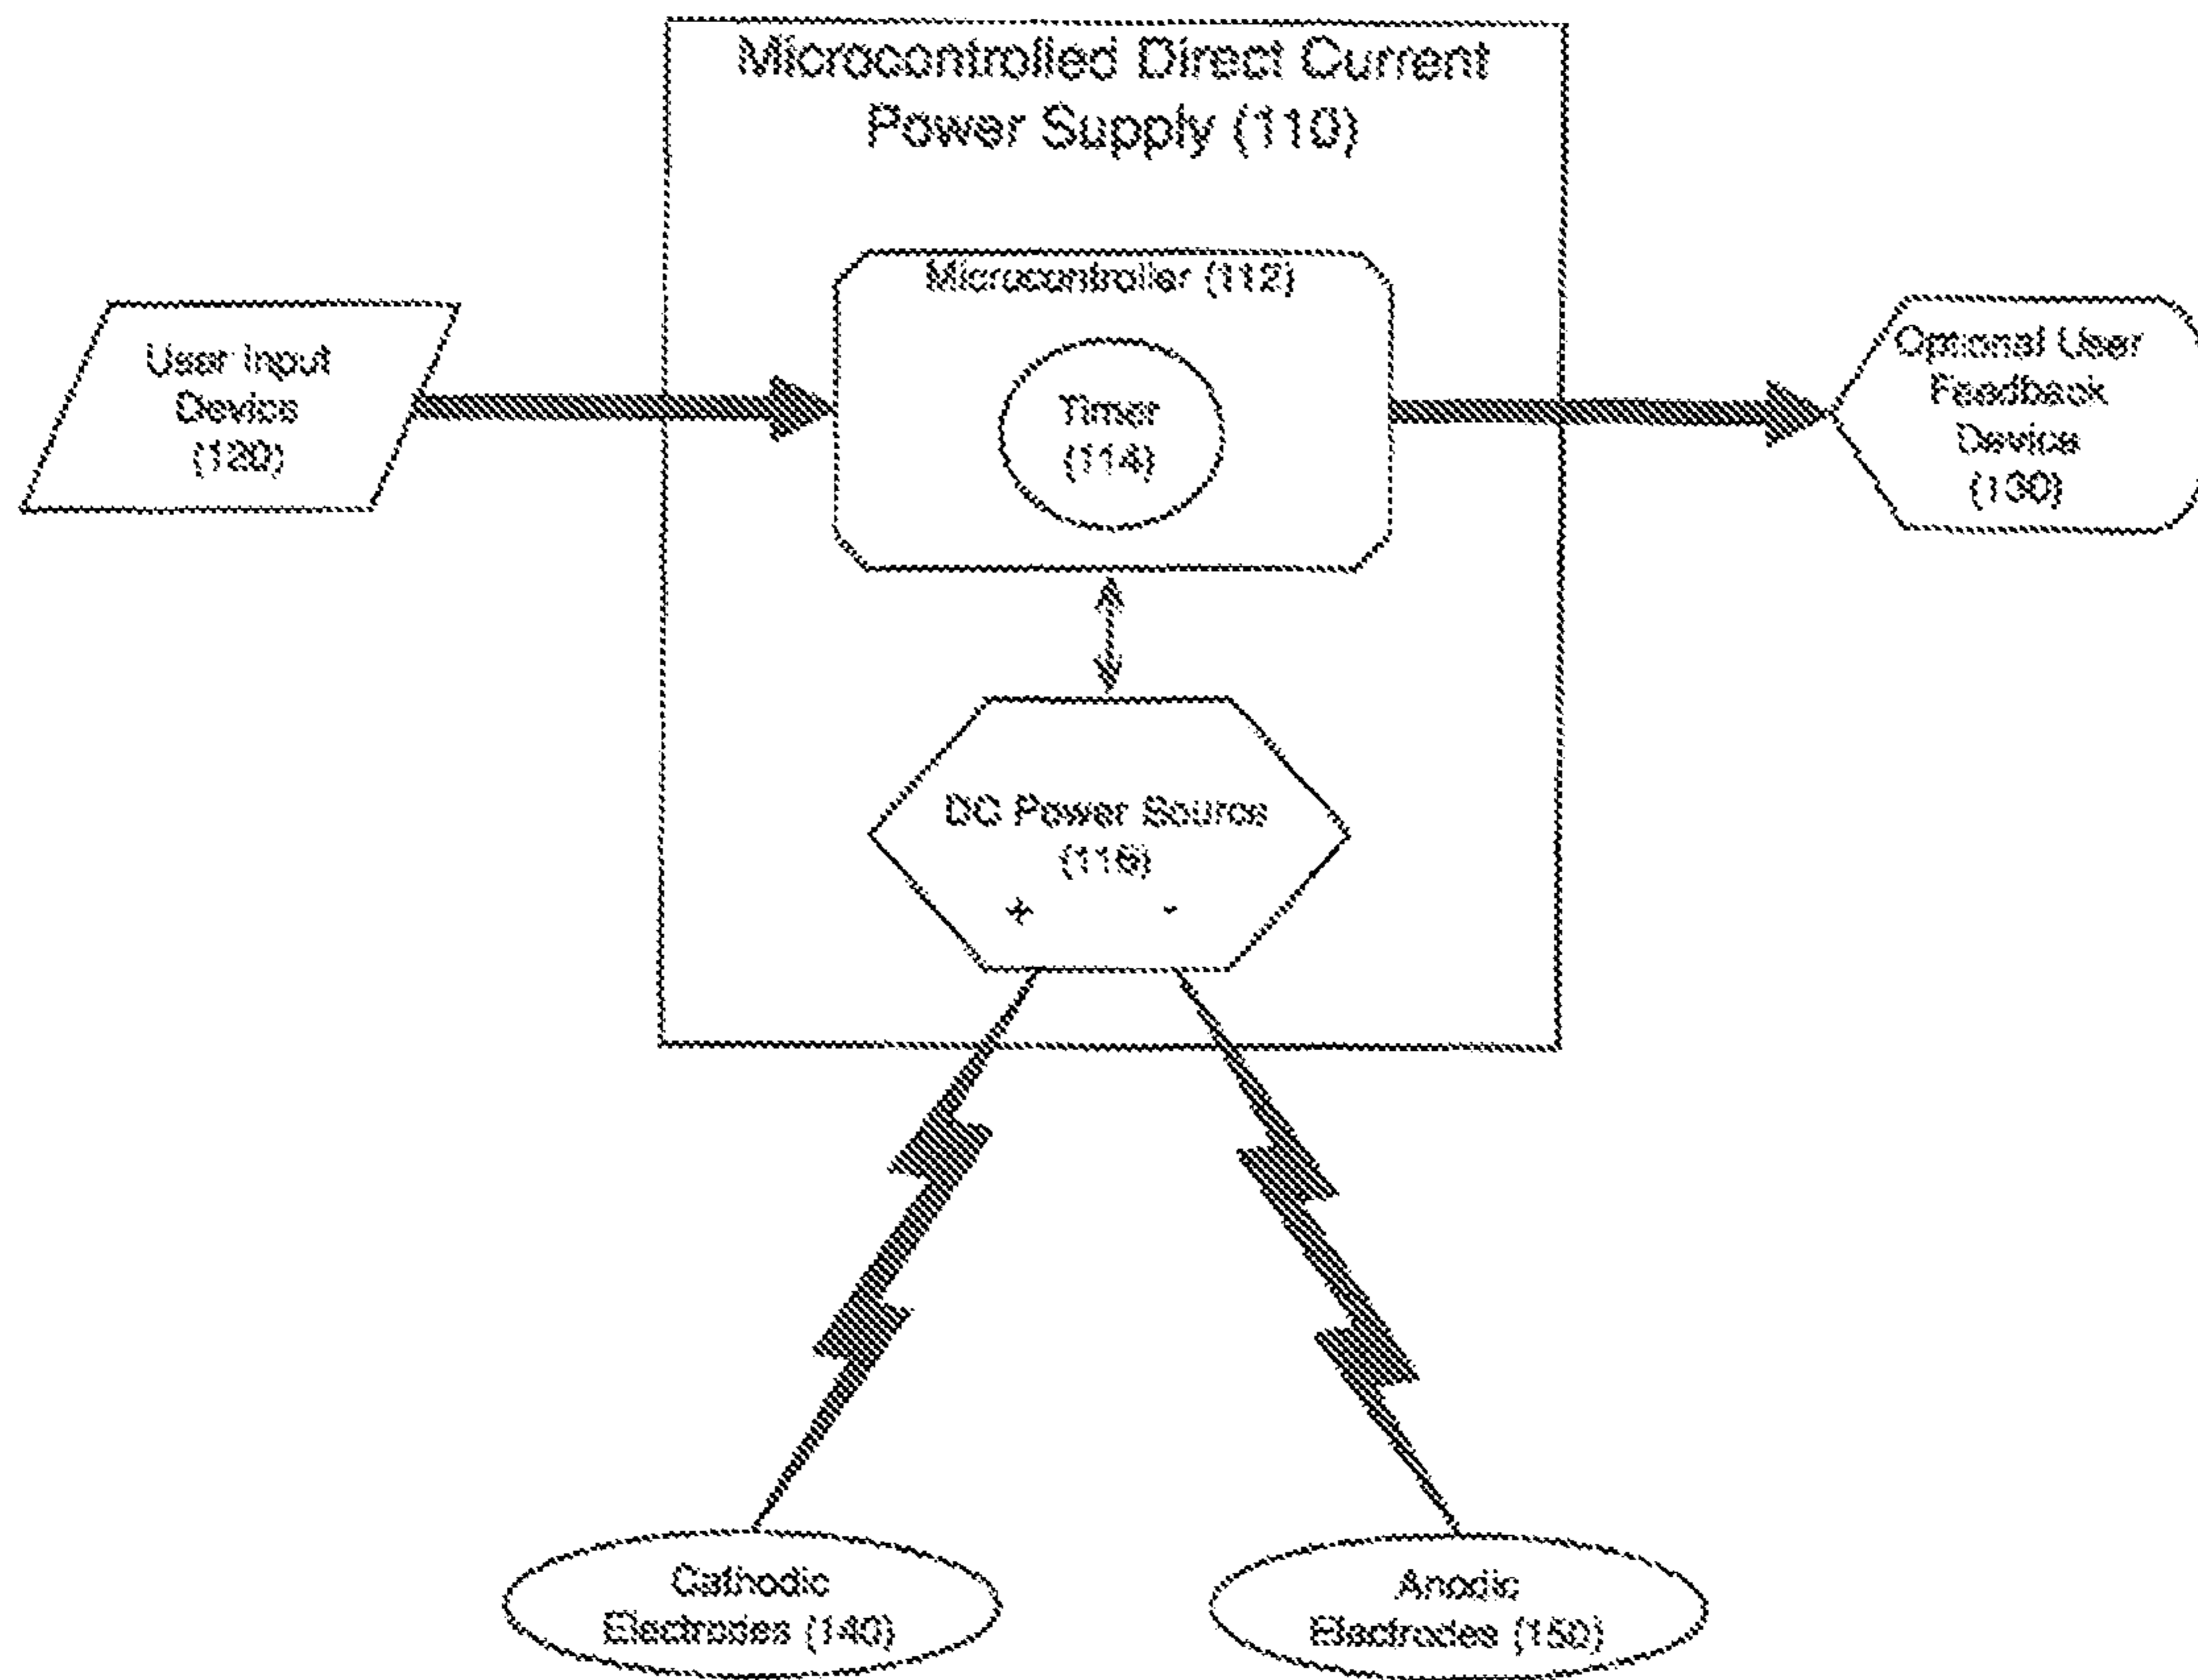 Microcontrolled Direct Current
Power Supply (110)
Microcontroller (112)
User Input
Device
(120)
Timer
(114)
Optional User
Feedback
Device
(130)
DC Power Source
(116)
+ -
Cathodic
Electrodes (140)
Anodic
Electrodes (150)